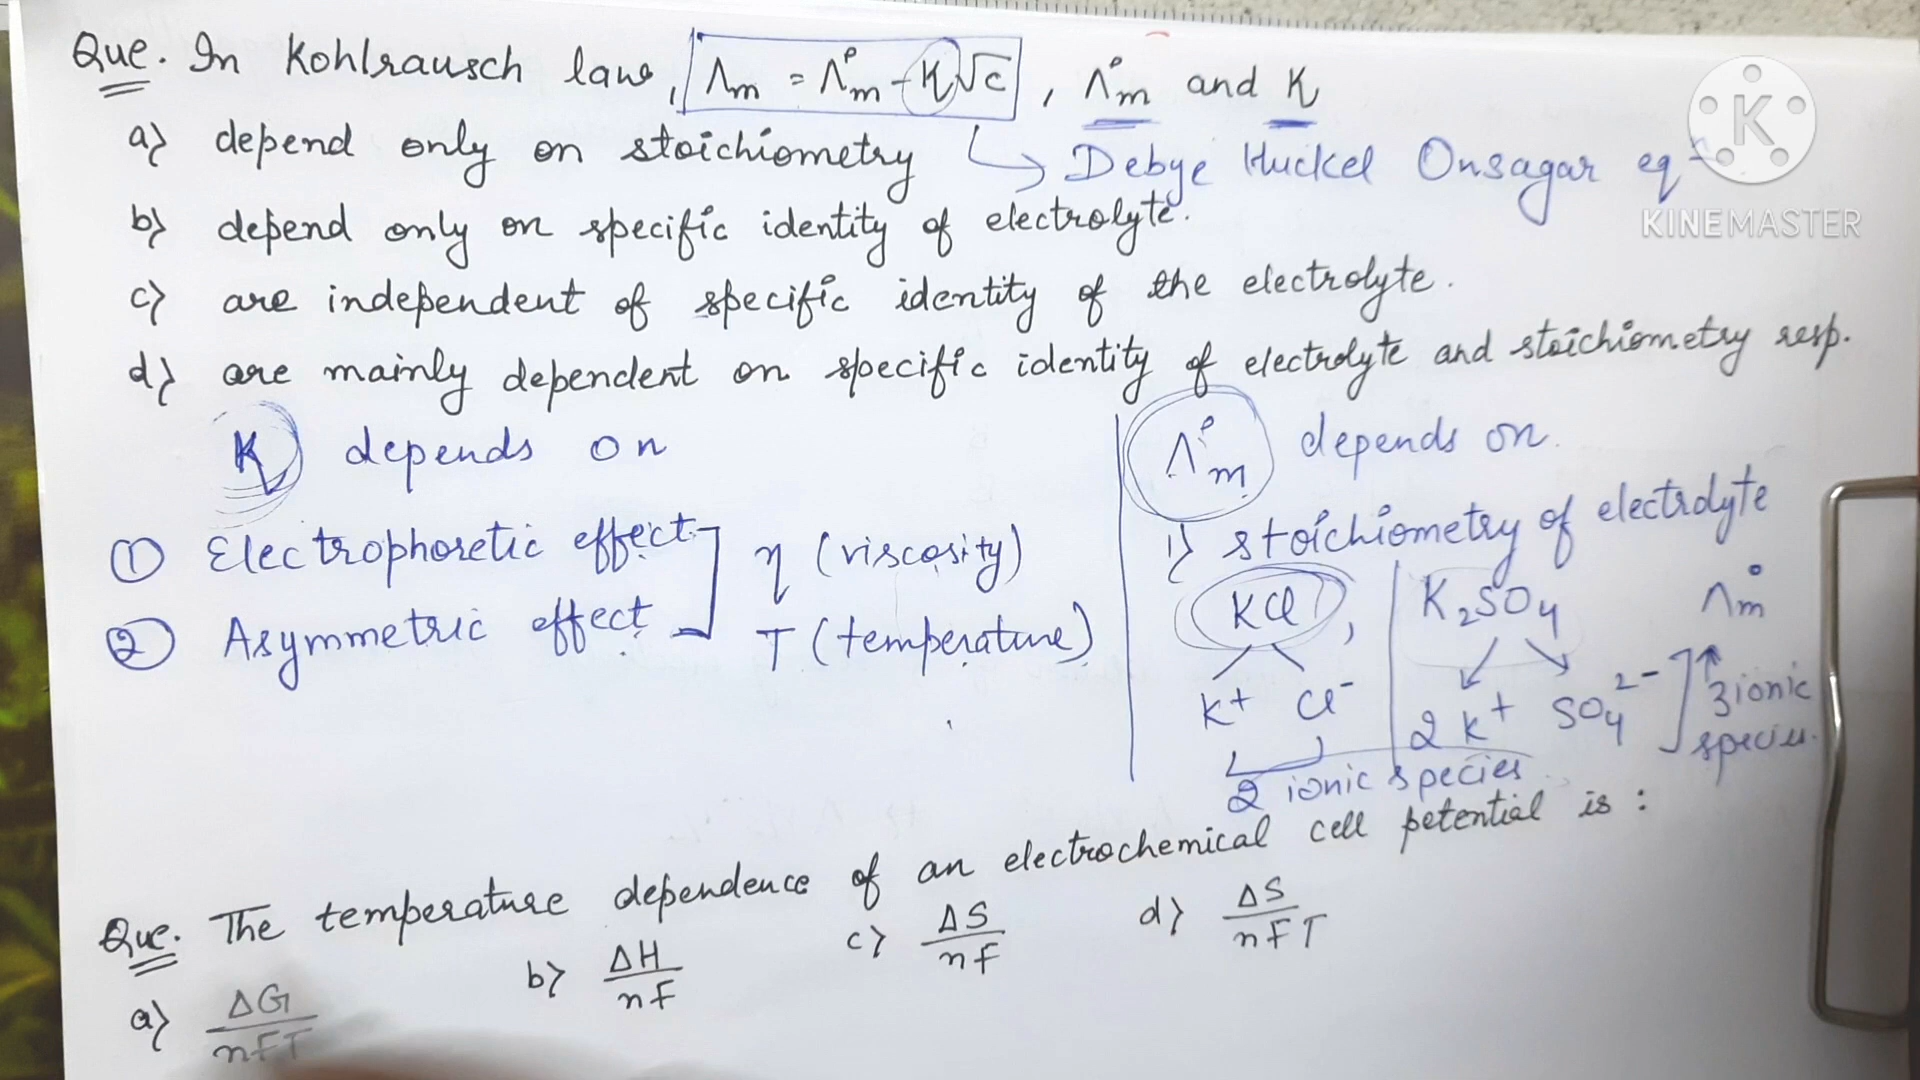 Que. In Kohlrausch law, Λm = Λ°m - K√c , Λ°m and K
a) depend only on stoichiometry
↳ Debye Huckel Onsagar eqn
b) depend only on specific identity of electrolyte.
c) are independent of specific identity of the electrolyte.
d) are mainly dependent on specific identity of electrolyte and stoichiometry resp.
K depends on
① Electrophoretic effect
② Asymmetric effect
η (viscosity)
T (temperature)
Λ°m depends on
1) stoichiometry of electrolyte
KCl ,
K+ Cl-
2 ionic species
K2SO4
2K+ SO4^2-
Λ°m ↑
3 ionic species.
Que. The temperature dependence of an electrochemical cell petential is :
a) ΔG/nFT
b) ΔH/nF
c) ΔS/nF
d) ΔS/nFT
K
KINEMASTER